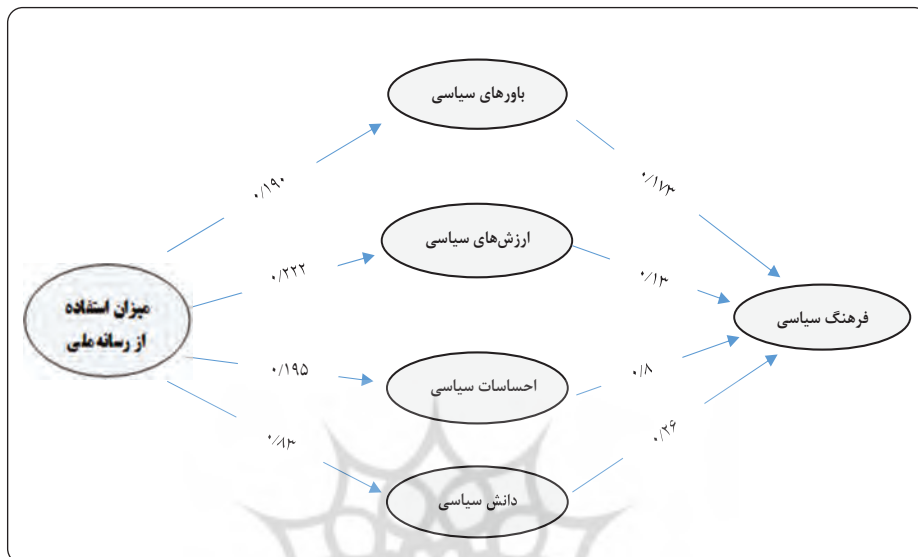 باورهای سیاسی
۰/۱۹۰
۰/۱۷۳
ارزش‌های سیاسی
۰/۲۲۲
۰/۱۳
میزان استفاده
از رسانه ملی
فرهنگ سیاسی
۰/۱۹۵
احساسات سیاسی
۰/۸
۰/۸۳
۰/۲۶
دانش سیاسی